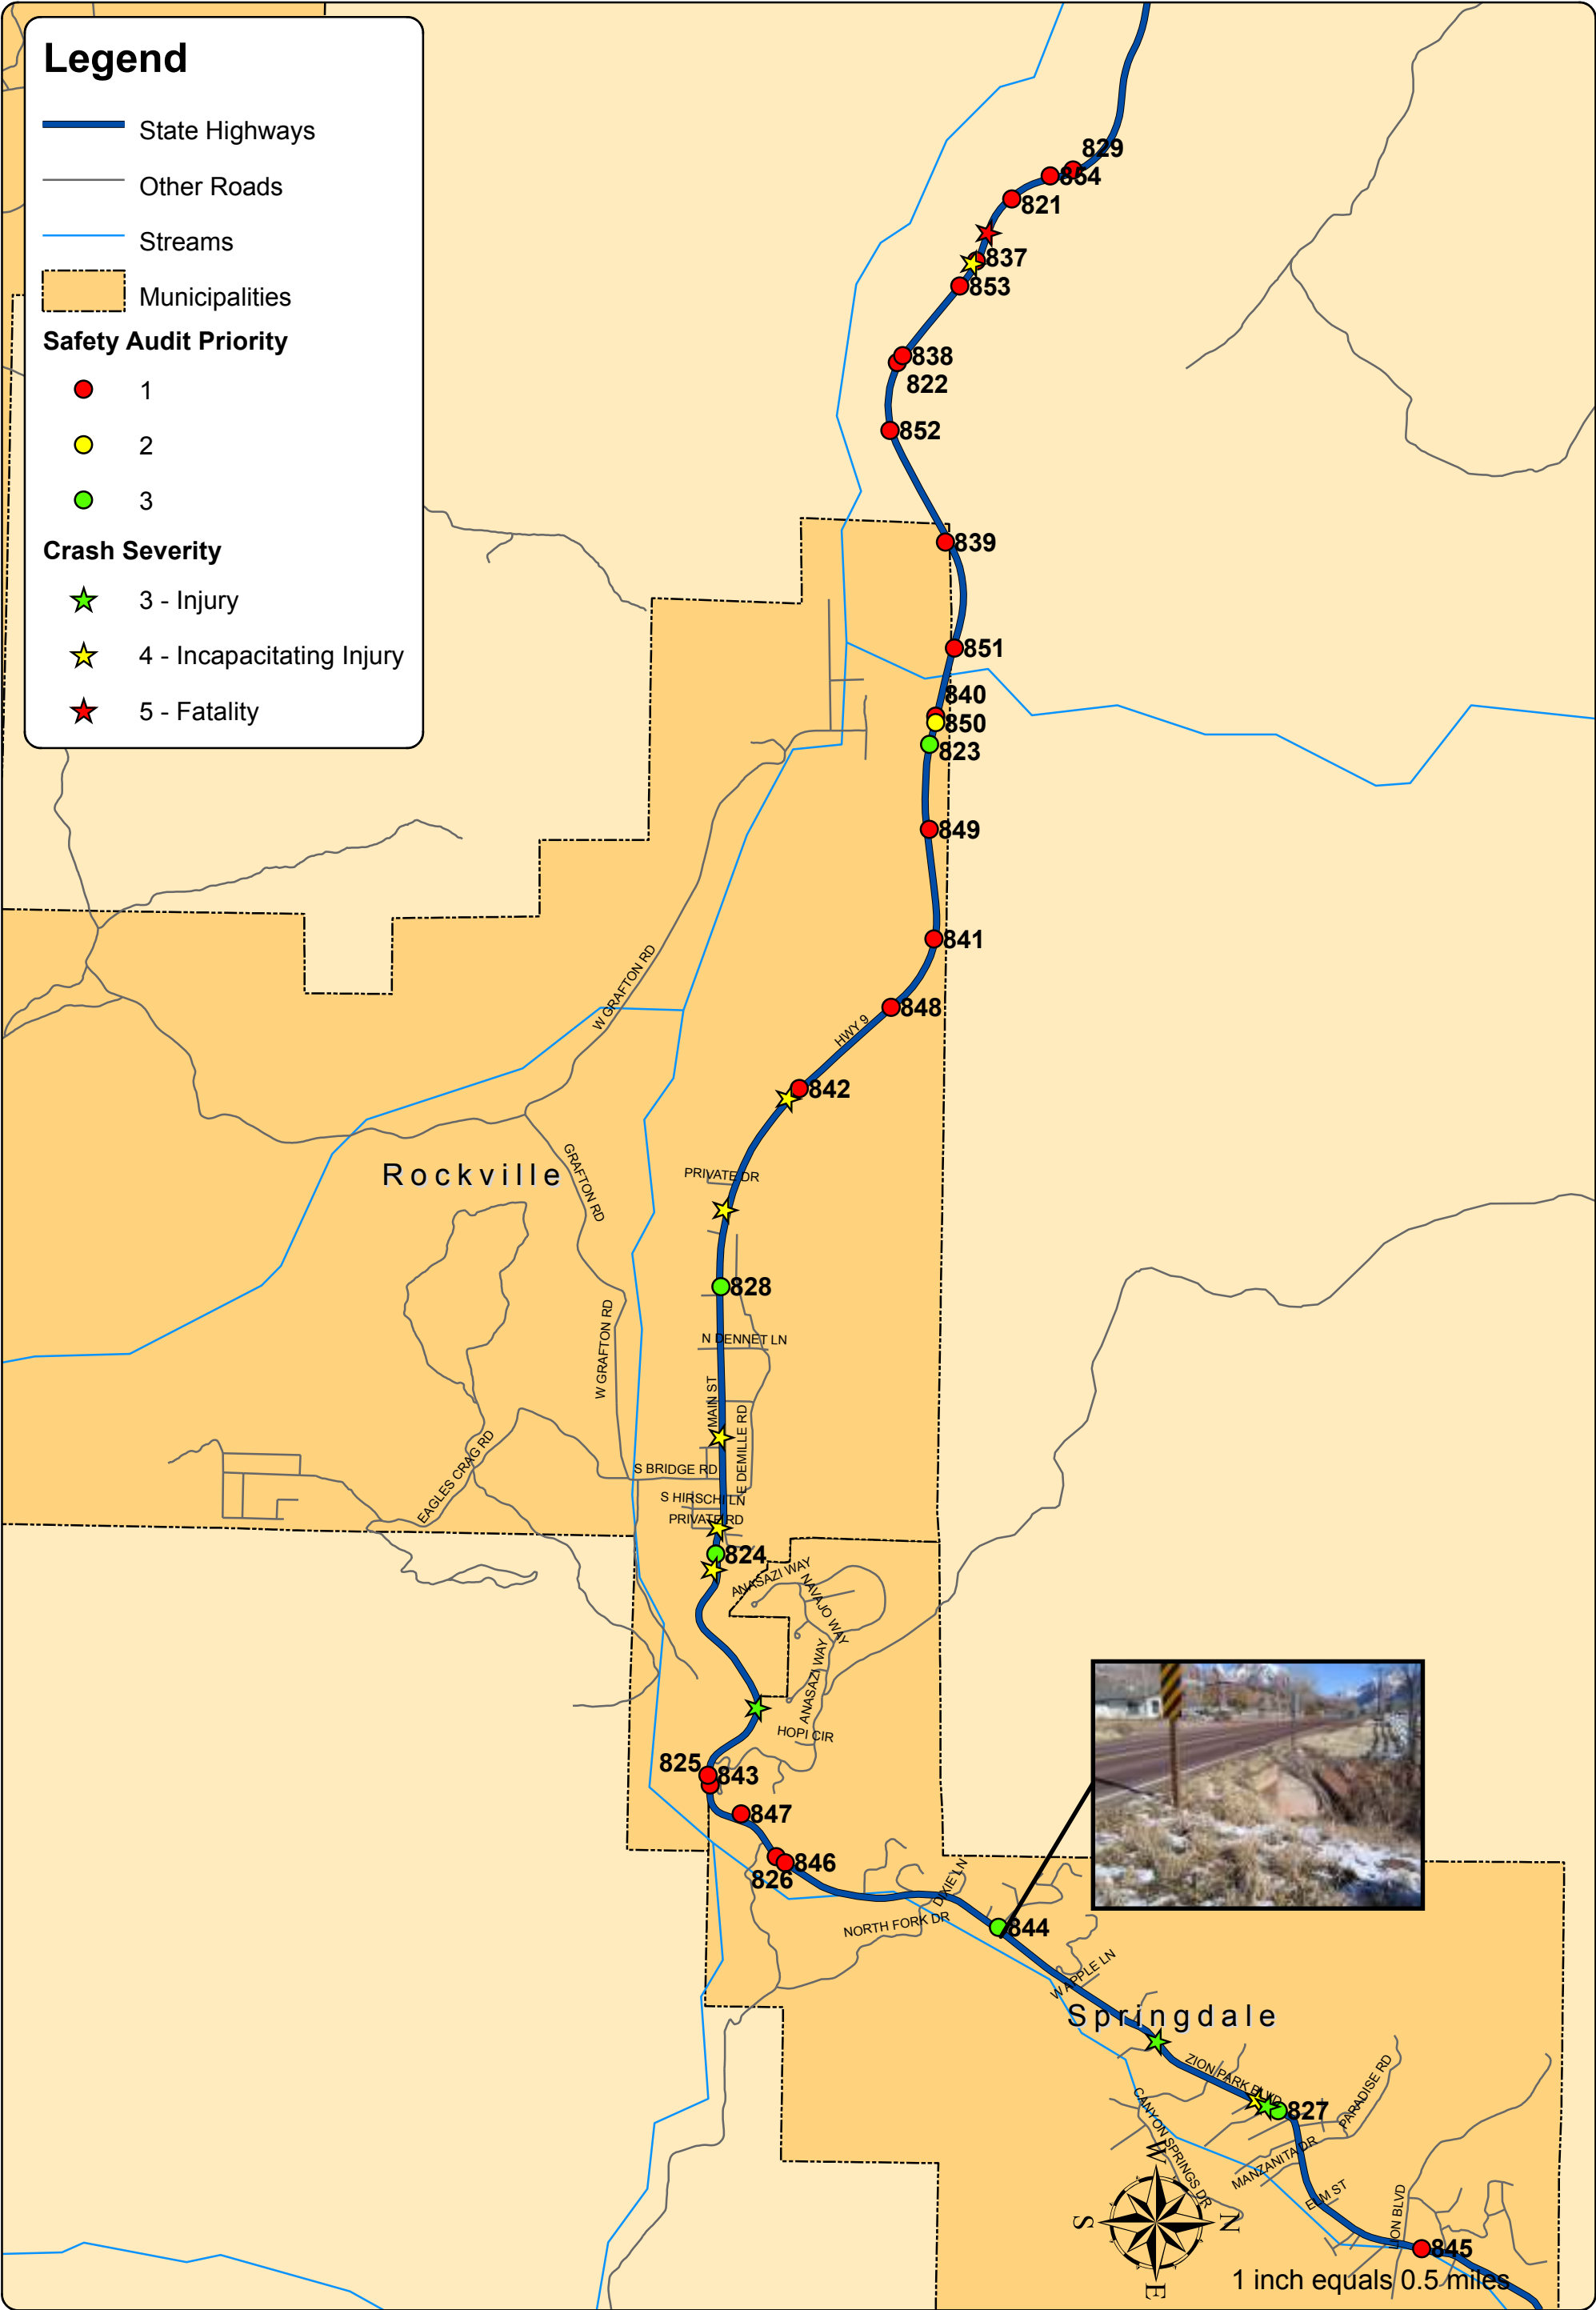 Legend
State Highways
Other Roads
Streams
Municipalities
Safety Audit Priority
1
2
3
Crash Severity
3 - Injury
4 - Incapacitating Injury
5 - Fatality
829
854
821
837
853
838
822
852
839
851
840
850
823
849
841
848
HWY 9
842
W GRAFTON RD
Rockville
GRAFTON RD
PRIVATE DR
828
W GRAFTON RD
N DENNET LN
MAIN ST
E DEMILLE RD
EAGLES CRAG RD
S BRIDGE RD
S HIRSCHI LN
PRIVATE RD
824
ANASAZI WAY
NAVAJO WAY
ANASAZI WAY
HOPI CIR
825
843
847
846
826
DIXIE LN
NORTH FORK DR
844
W APPLE LN
Springdale
ZION PARK BLVD
827
PARADISE RD
CANYON SPRINGS DR
MANZANITA DR
ELM ST
LION BLVD
845
W
S
N
E
1 inch equals 0.5 miles